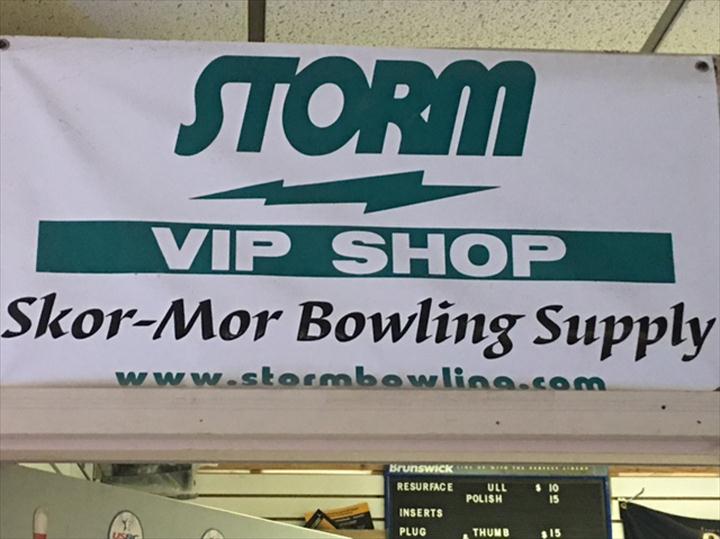 STORM
VIP SHOP
Skor-Mor Bowling Supply
www.stormbowling.com
Brunswick
RESURFACE ULL $ 10
POLISH 15
INSERTS
PLUG THUMB $15
USBC